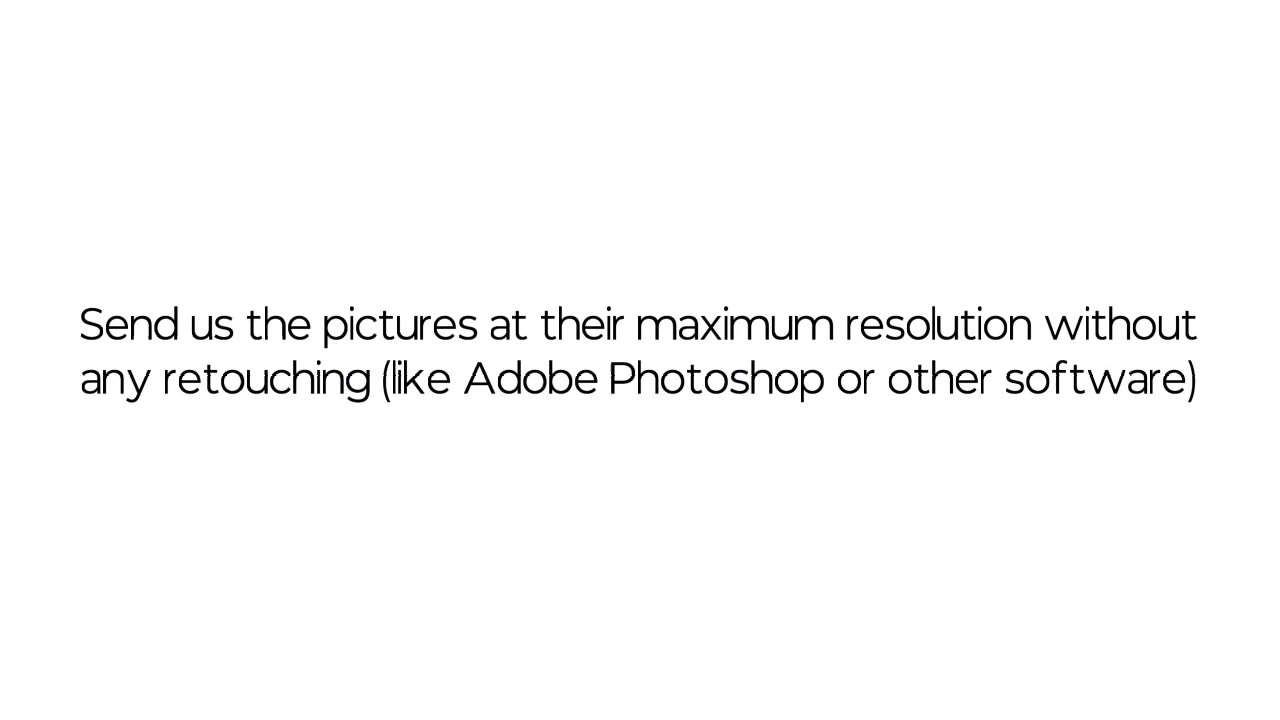 Send us the pictures at their maximum resolution without
any retouching (like Adobe Photoshop or other software)